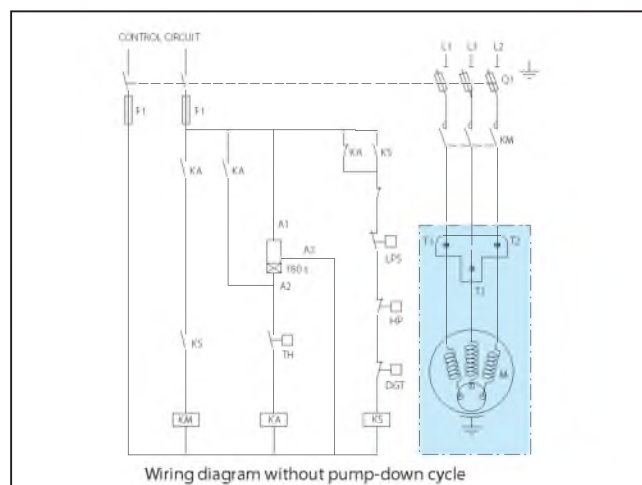 CONTROL CIRCUIT
L1 L3 L2
Q1
F1 F1
KA KA KA KS KM
A1
A3
180 s
A2
LPS
T1 T2
T3
HP
KS TH
DGT
M
KM KA KS
Wiring diagram without pump-down cycle